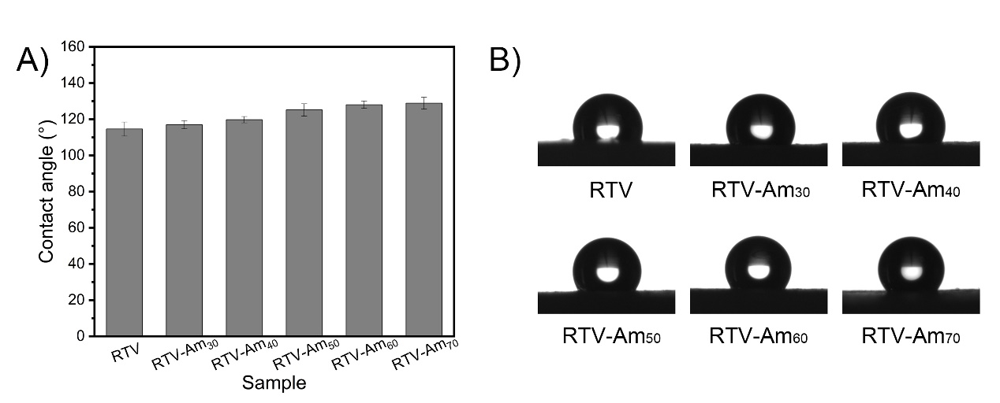 A)
160
140
120
100
80
60
40
20
0
Contact angle (°)
RTV
RTV-Am30
RTV-Am40
RTV-Am50
RTV-Am60
RTV-Am70
Sample
B)
RTV
RTV-Am30
RTV-Am40
RTV-Am50
RTV-Am60
RTV-Am70